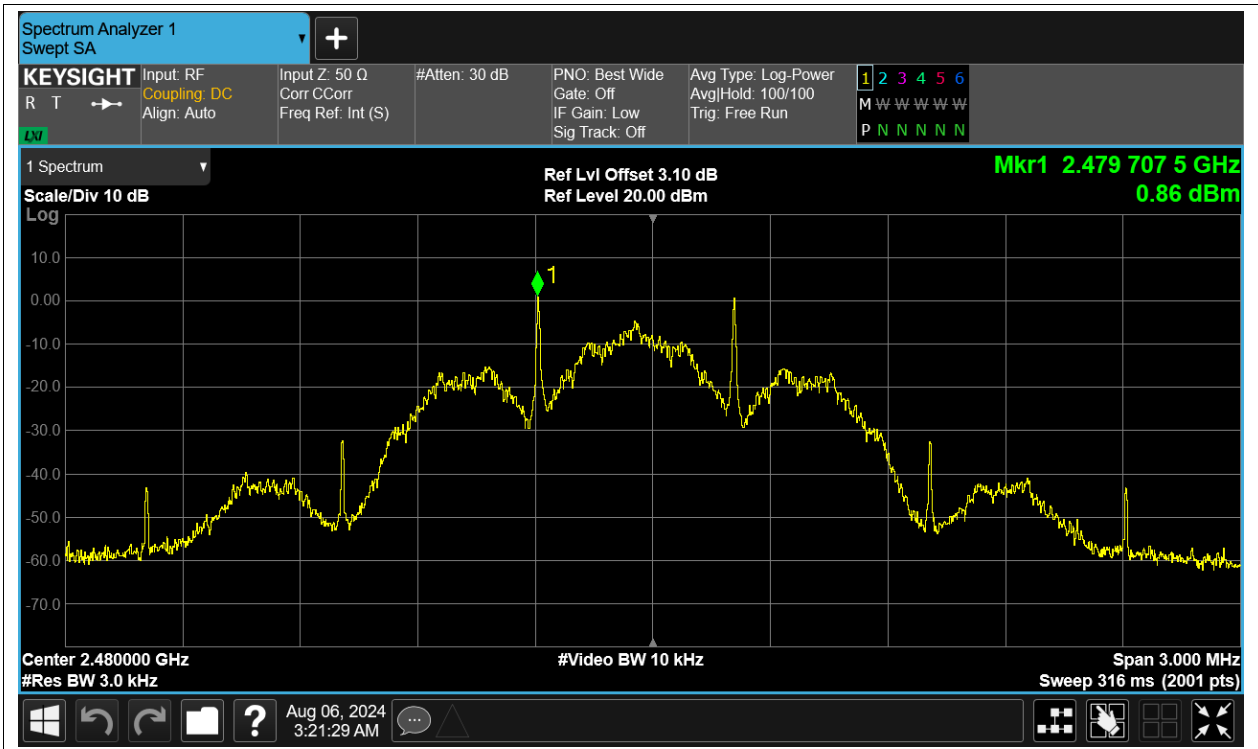 Spectrum Analyzer 1
Swept SA
KEYSIGHT
R T
LXI
Input: RF
Coupling: DC
Align: Auto
Input Z: 50 Ω
Corr CCorr
Freq Ref: Int (S)
#Atten: 30 dB
PNO: Best Wide
Gate: Off
IF Gain: Low
Sig Track: Off
Avg Type: Log-Power
Avg|Hold: 100/100
Trig: Free Run
1 2 3 4 5 6
M W W W W W
P N N N N N
1 Spectrum
Scale/Div 10 dB
Log
Ref Lvl Offset 3.10 dB
Ref Level 20.00 dBm
Mkr1 2.479 707 5 GHz
0.86 dBm
1
10.0
0.00
-10.0
-20.0
-30.0
-40.0
-50.0
-60.0
-70.0
Center 2.480000 GHz
#Res BW 3.0 kHz
#Video BW 10 kHz
Span 3.000 MHz
Sweep 316 ms (2001 pts)
?
Aug 06, 2024
3:21:29 AM